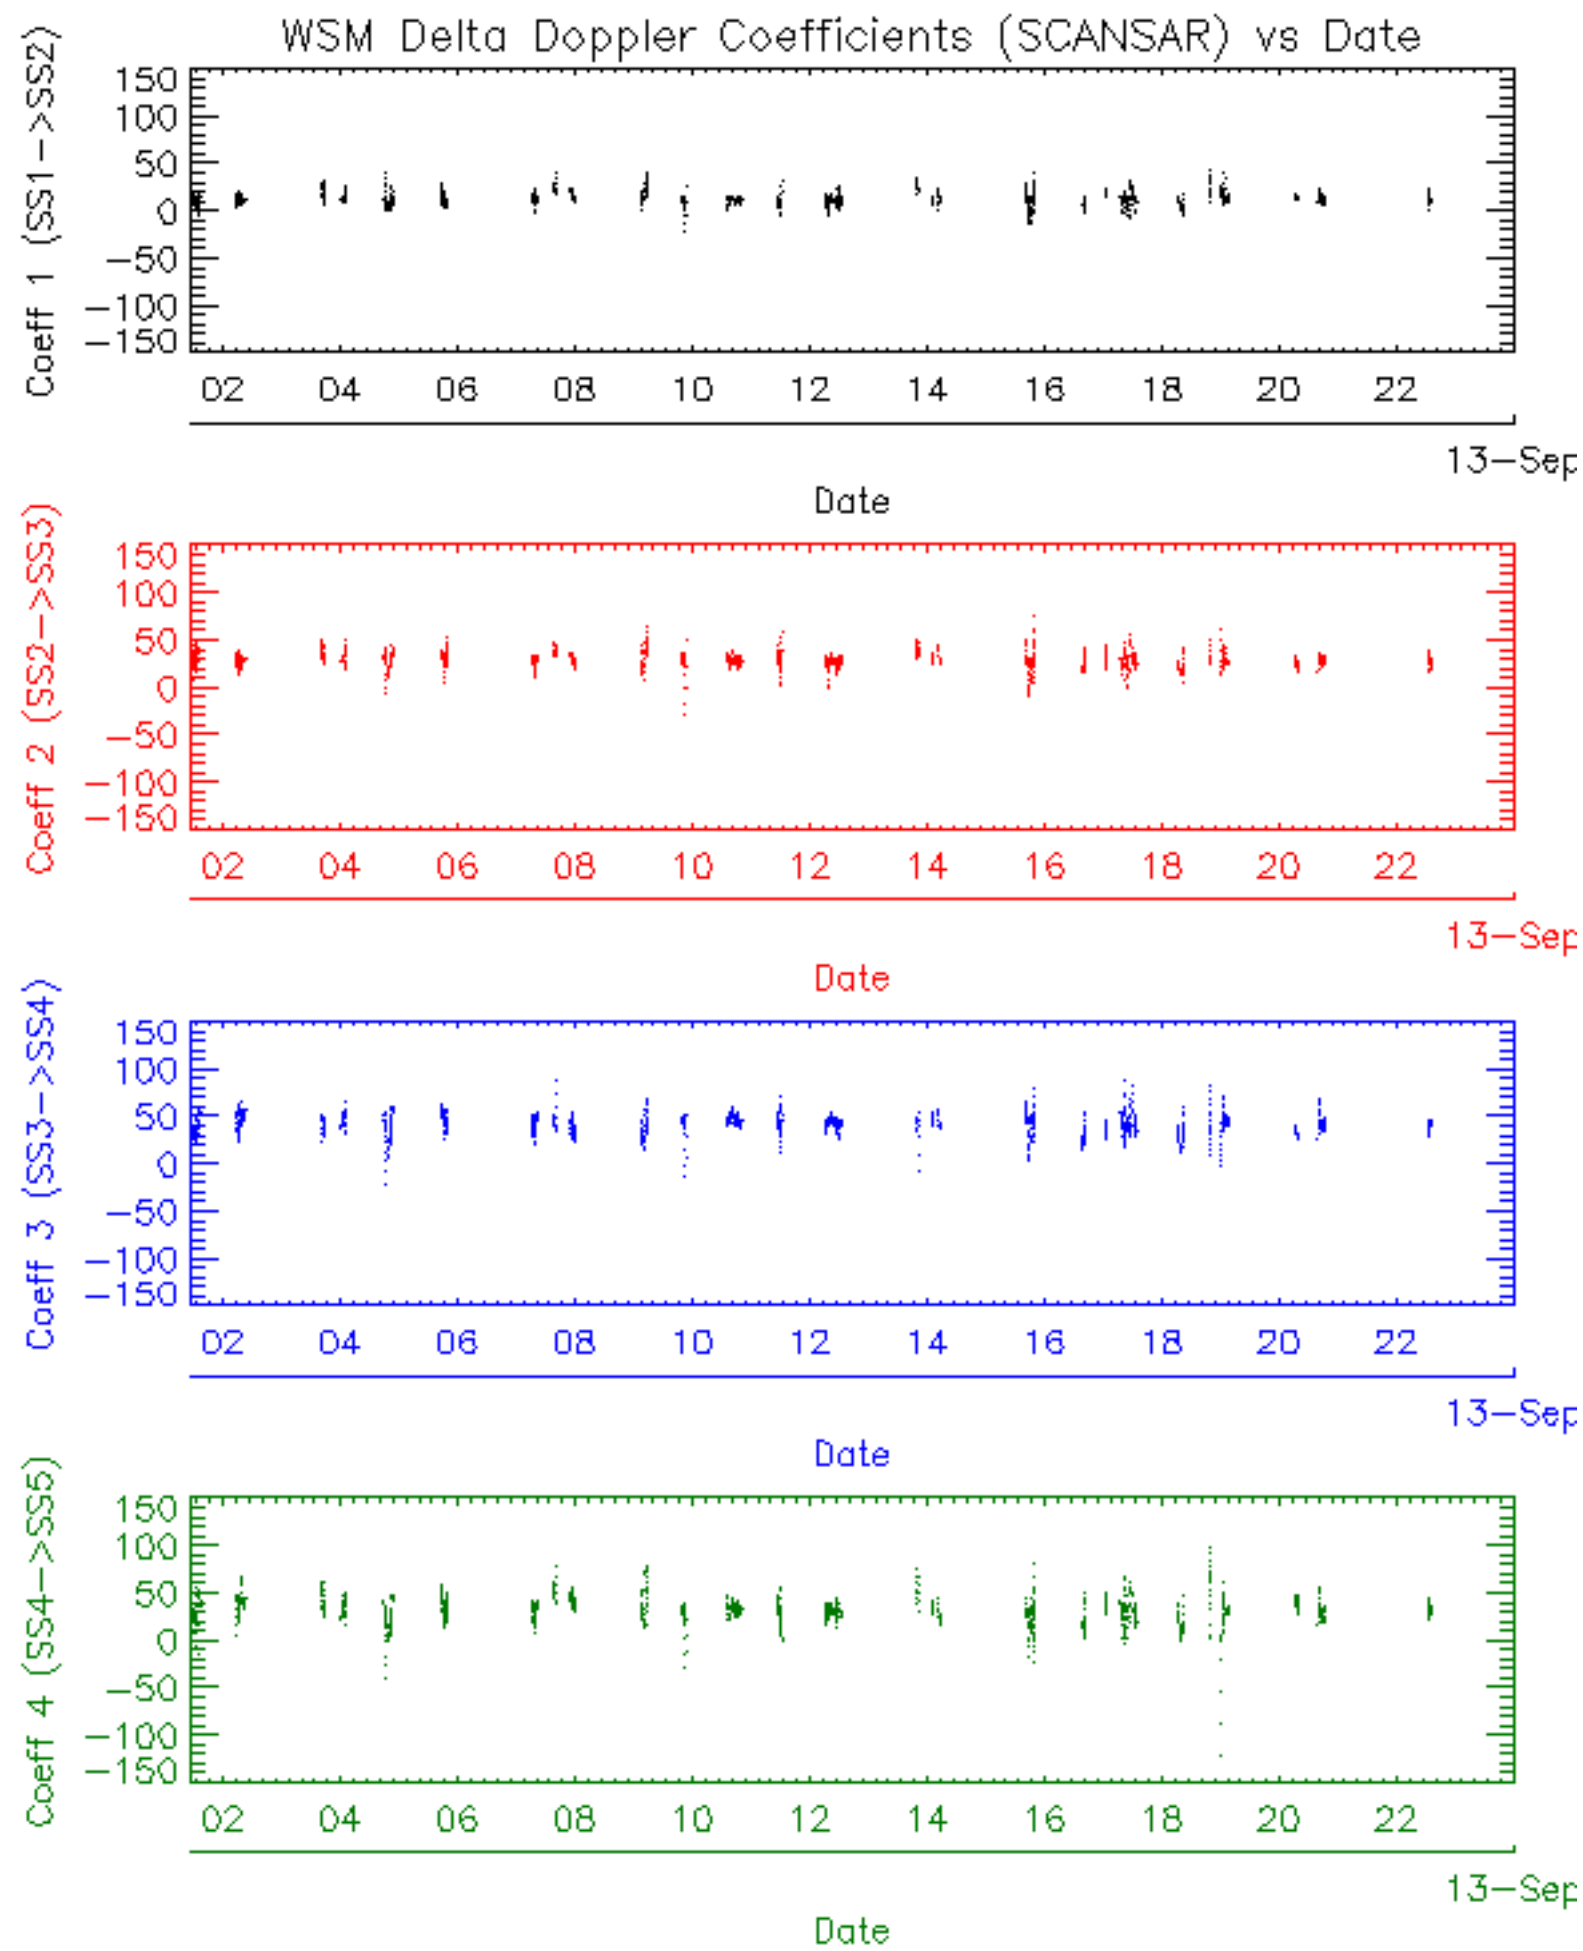 WSM Delta Doppler Coefficients (SCANSAR) vs Date
Coeff 1 (SS1->SS2)
150
100
50
0
-50
-100
-150
02 04 06 08 10 12 14 16 18 20 22
13-Sep
Date
Coeff 2 (SS2->SS3)
150
100
50
0
-50
-100
-150
02 04 06 08 10 12 14 16 18 20 22
13-Sep
Date
Coeff 3 (SS3->SS4)
150
100
50
0
-50
-100
-150
02 04 06 08 10 12 14 16 18 20 22
13-Sep
Date
Coeff 4 (SS4->SS5)
150
100
50
0
-50
-100
-150
02 04 06 08 10 12 14 16 18 20 22
13-Sep
Date